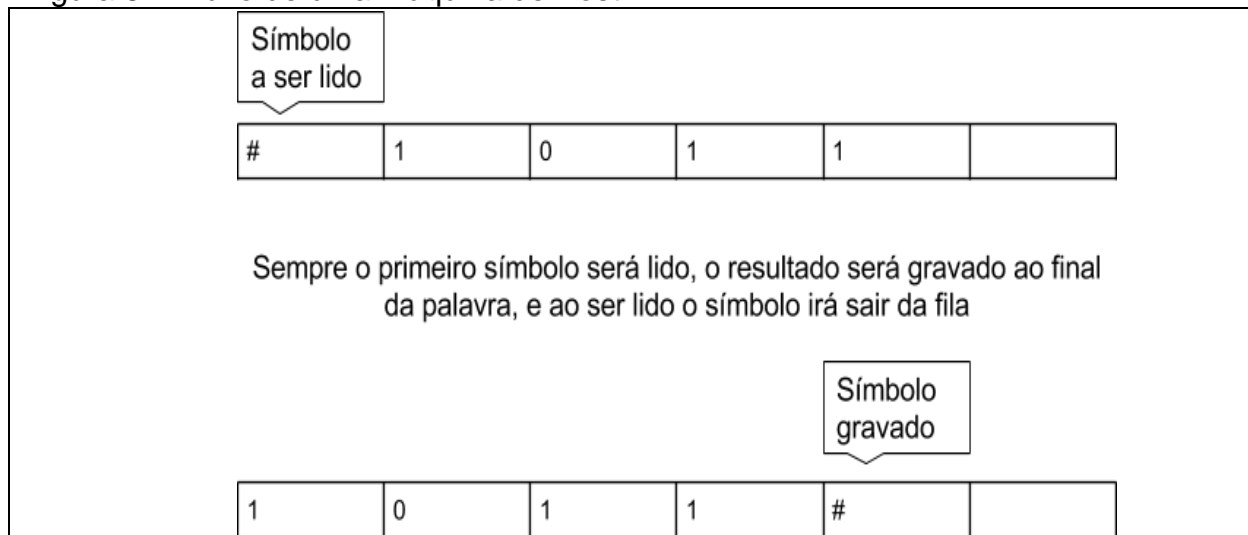 Símbolo
a ser lido
# 1 0 1 1
Sempre o primeiro símbolo será lido, o resultado será gravado ao final
da palavra, e ao ser lido o símbolo irá sair da fila
Símbolo
gravado
1 0 1 1 #